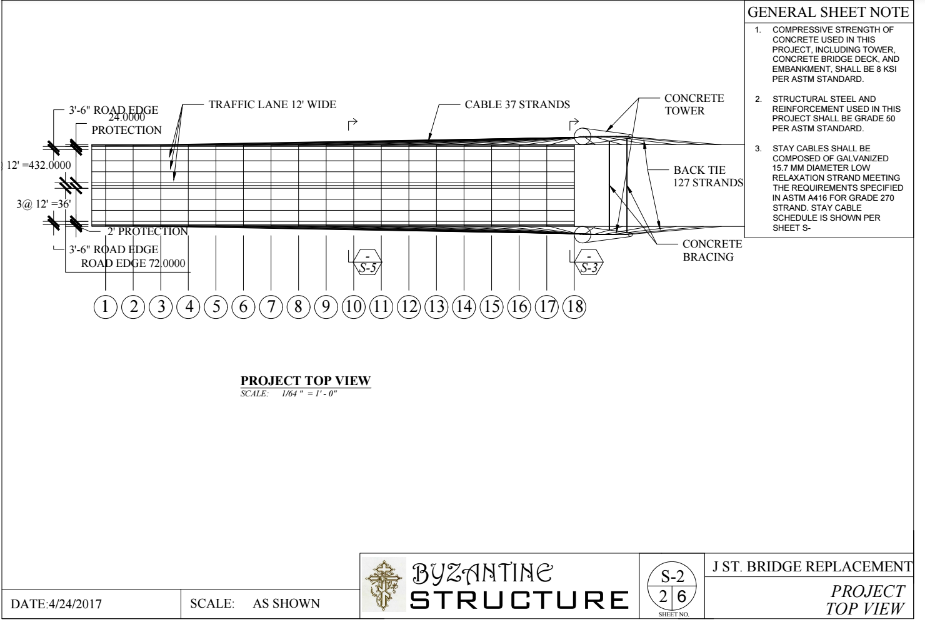 GENERAL SHEET NOTE
1. COMPRESSIVE STRENGTH OF
CONCRETE USED IN THIS
PROJECT, INCLUDING TOWER,
CONCRETE BRIDGE DECK, AND
EMBANKMENT, SHALL BE 8 KSI
PER ASTM STANDARD.
2. STRUCTURAL STEEL AND
REINFORCEMENT USED IN THIS
PROJECT SHALL BE GRADE 50
PER ASTM STANDARD.
3. STAY CABLES SHALL BE
COMPOSED OF GALVANIZED
15.7 MM DIAMETER LOW
RELAXATION STRAND MEETING
THE REQUIREMENTS SPECIFIED
IN ASTM A416 FOR GRADE 270
STRAND. STAY CABLE
SCHEDULE IS SHOWN PER
SHEET S-
3'-6" ROAD EDGE
24.0000
PROTECTION
TRAFFIC LANE 12' WIDE
CABLE 37 STRANDS
CONCRETE
TOWER
12' =432.0000
BACK TIE
127 STRANDS
3@ 12' =36'
2' PROTECTION
3'-6" ROAD EDGE
ROAD EDGE 72.0000
CONCRETE
BRACING
-
S-5
-
S-3
1 2 3 4 5 6 7 8 9 10 11 12 13 14 15 16 17 18
PROJECT TOP VIEW
SCALE: 1/64 " = 1' - 0"
DATE:4/24/2017
SCALE: AS SHOWN
BYZANTINE
STRUCTURE
S-2
2 6
SHEET NO.
J ST. BRIDGE REPLACEMENT
PROJECT
TOP VIEW